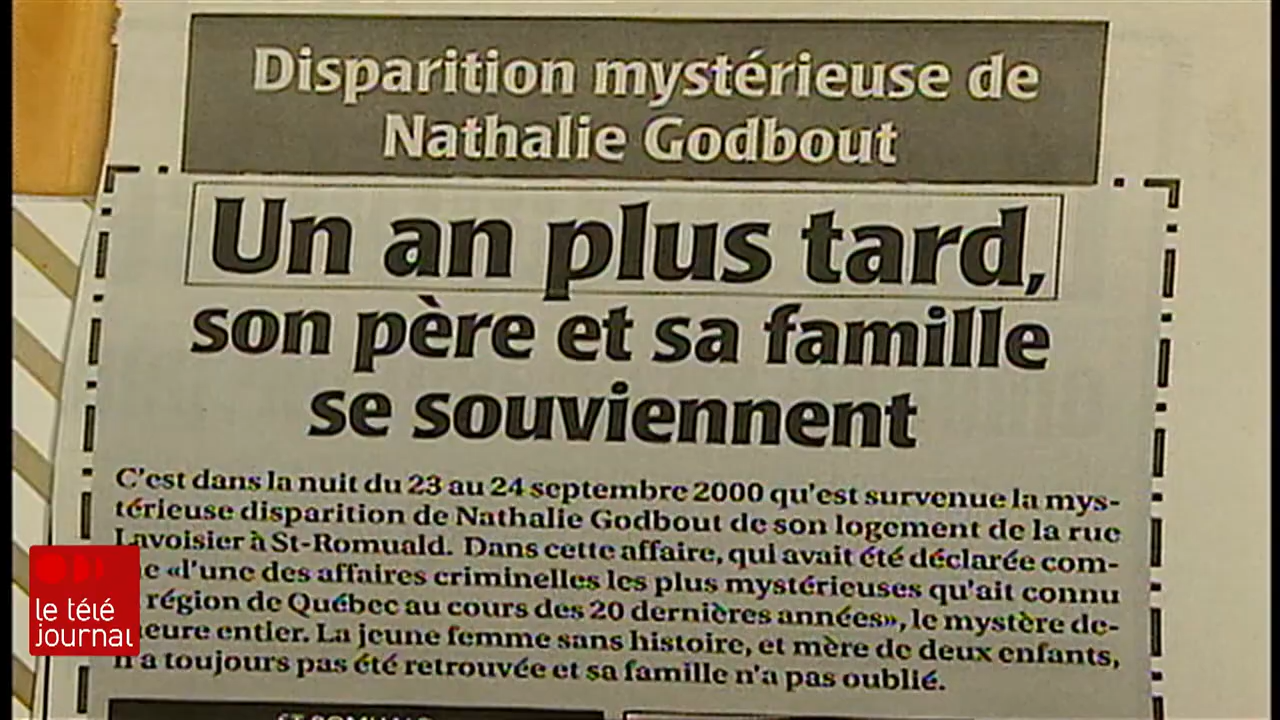 Disparition mystérieuse de
Nathalie Godbout
Un an plus tard,
son père et sa famille
se souviennent
C'est dans la nuit du 23 au 24 septembre 2000 qu'est survenue la mys-
térieuse disparition de Nathalie Godbout de son logement de la rue
Lavoisier à St-Romuald. Dans cette affaire, qui avait été déclarée com-
«l'une des affaires criminelles les plus mystérieuses qu'ait connu
région de Québec au cours des 20 dernières années», le mystère de-
meure entier. La jeune femme sans histoire, et mère de deux enfants,
n'a toujours pas été retrouvée et sa famille n'a pas oublié.
le télé
journal